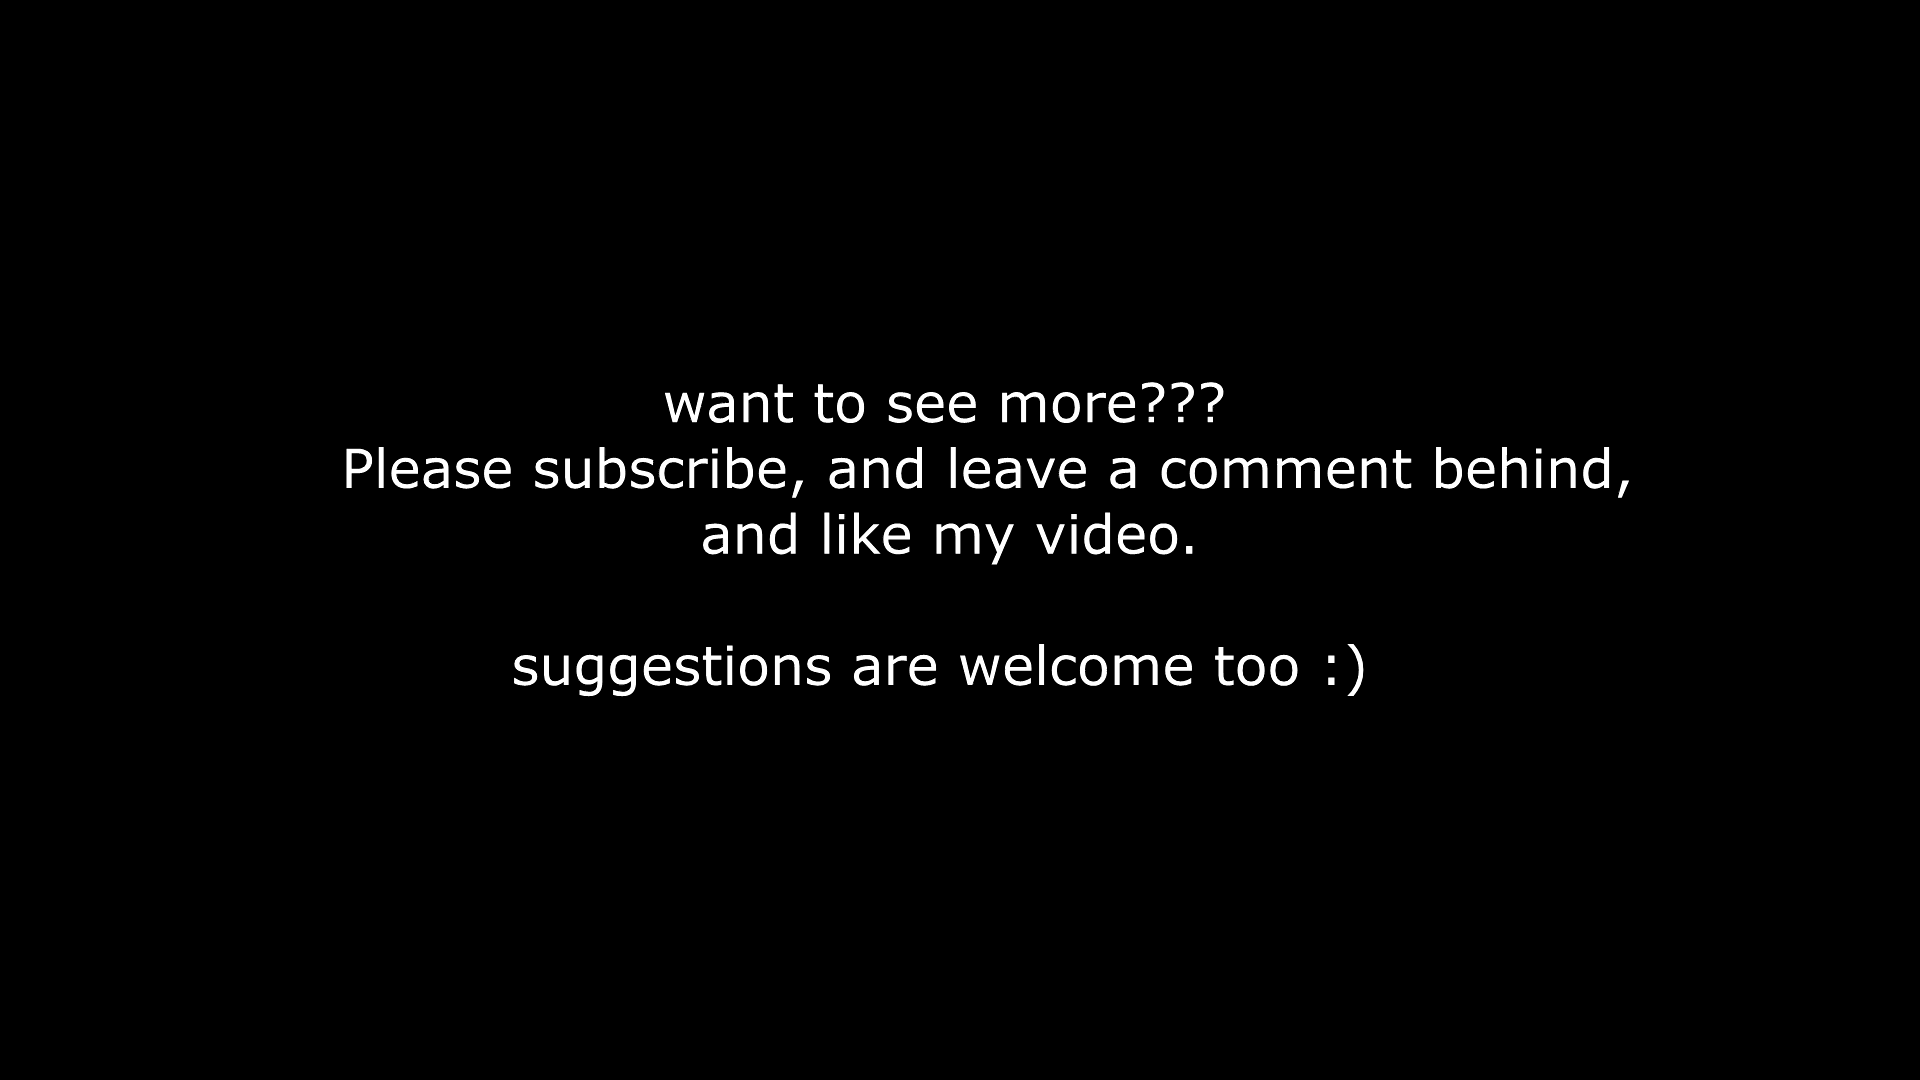 want to see more???
Please subscribe, and leave a comment behind,
and like my video.
suggestions are welcome too :)